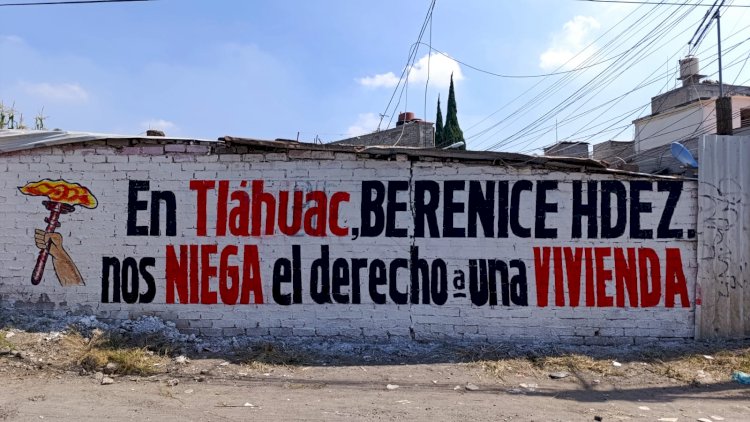 En Tláhuac, BERENICE HDEZ.
nos NIEGA el derecho a una VIVIENDA